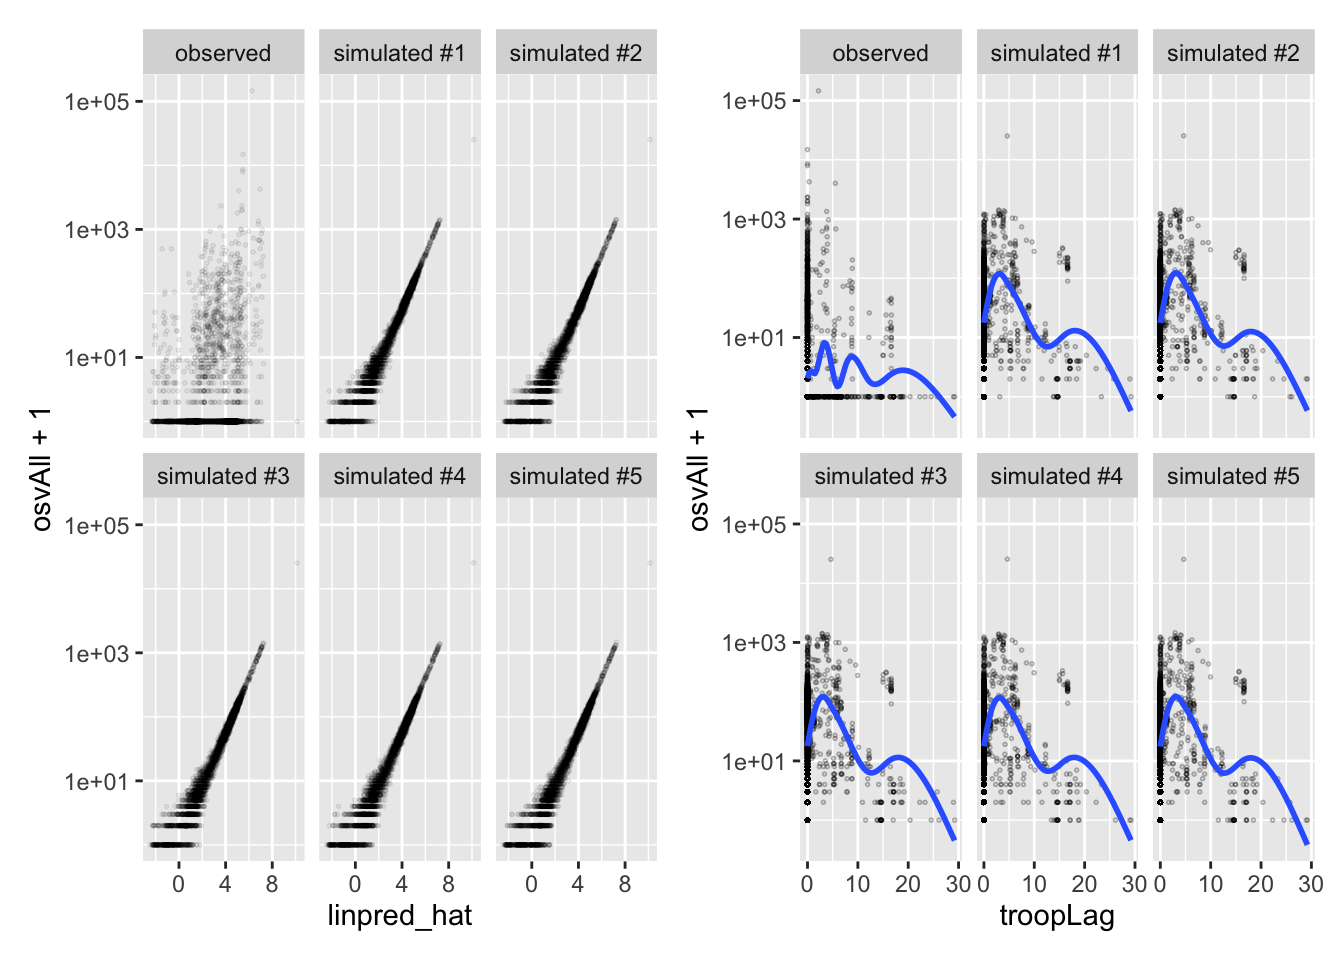 observed simulated #1 simulated #2
1e+05
1e+03
1e+01
simulated #3 simulated #4 simulated #5
1e+05
1e+03
1e+01
0 4 8 0 4 8 0 4 8
linpred_hat
osvAll + 1
observed simulated #1 simulated #2
1e+05
1e+03
1e+01
simulated #3 simulated #4 simulated #5
1e+05
1e+03
1e+01
0 10 20 30 0 10 20 30 0 10 20 30
troopLag
osvAll + 1